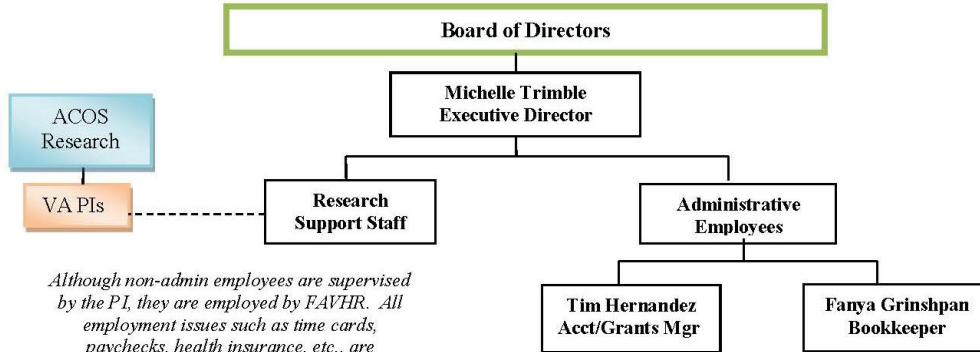 Board of Directors
Michelle Trimble
Executive Director
ACOS
Research
VA PIs
Research
Support Staff
Administrative
Employees
Although non-admin employees are supervised
by the PI, they are employed by FAVHR. All
employment issues such as time cards,
paychecks, health insurance, etc., are
Tim Hernandez
Acct/Grants Mgr
Fanya Grinshpan
Bookkeeper